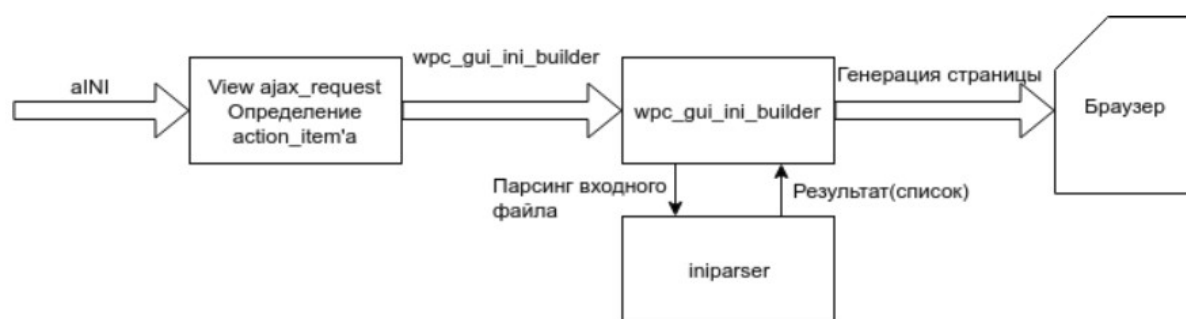 aINI
View ajax_request
Определение
action_item'а
wpc_gui_ini_builder
wpc_gui_ini_builder
Генерация страницы
Браузер
Парсинг входного
файла
Результат(список)
iniparser